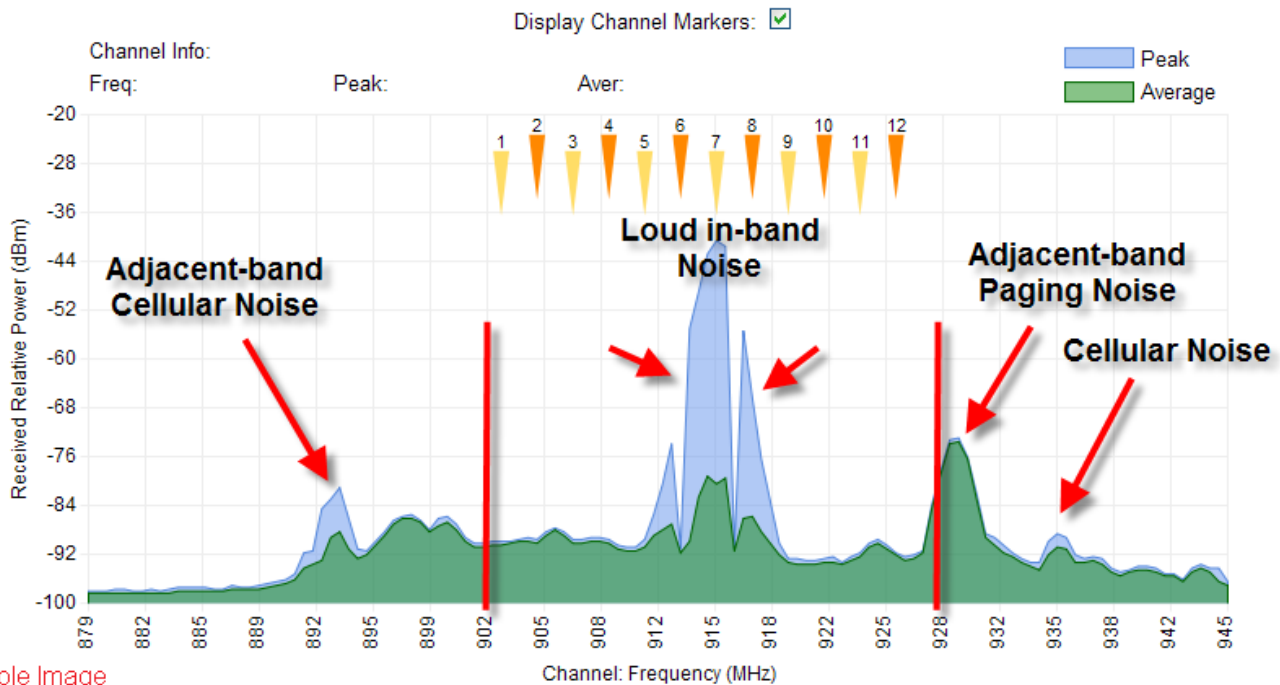 Display Channel Markers:
Channel Info:
Freq: Peak: Aver:
Peak
Average
-20
-28
-36
-44
-52
-60
-68
-76
-84
-92
-100
Received Relative Power (dBm)
1 2 3 4 5 6 7 8 9 10 11 12
Adjacent-band
Cellular Noise
Loud in-band
Noise
Adjacent-band
Paging Noise
Cellular Noise
879 882 885 889 892 895 899 902 905 908 912 915 918 922 925 928 932 935 938 942 945
Channel: Frequency (MHz)
ple Image